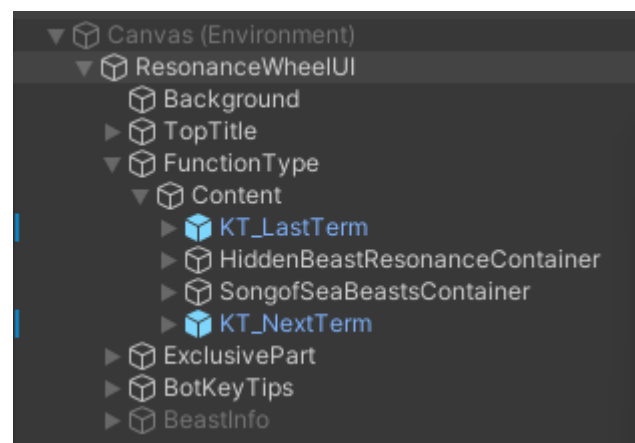 Canvas (Environment)
ResonanceWheelUI
Background
TopTitle
FunctionType
Content
KT_LastTerm
HiddenBeastResonanceContainer
SongofSeaBeastsContainer
KT_NextTerm
ExclusivePart
BotKeyTips
BeastInfo